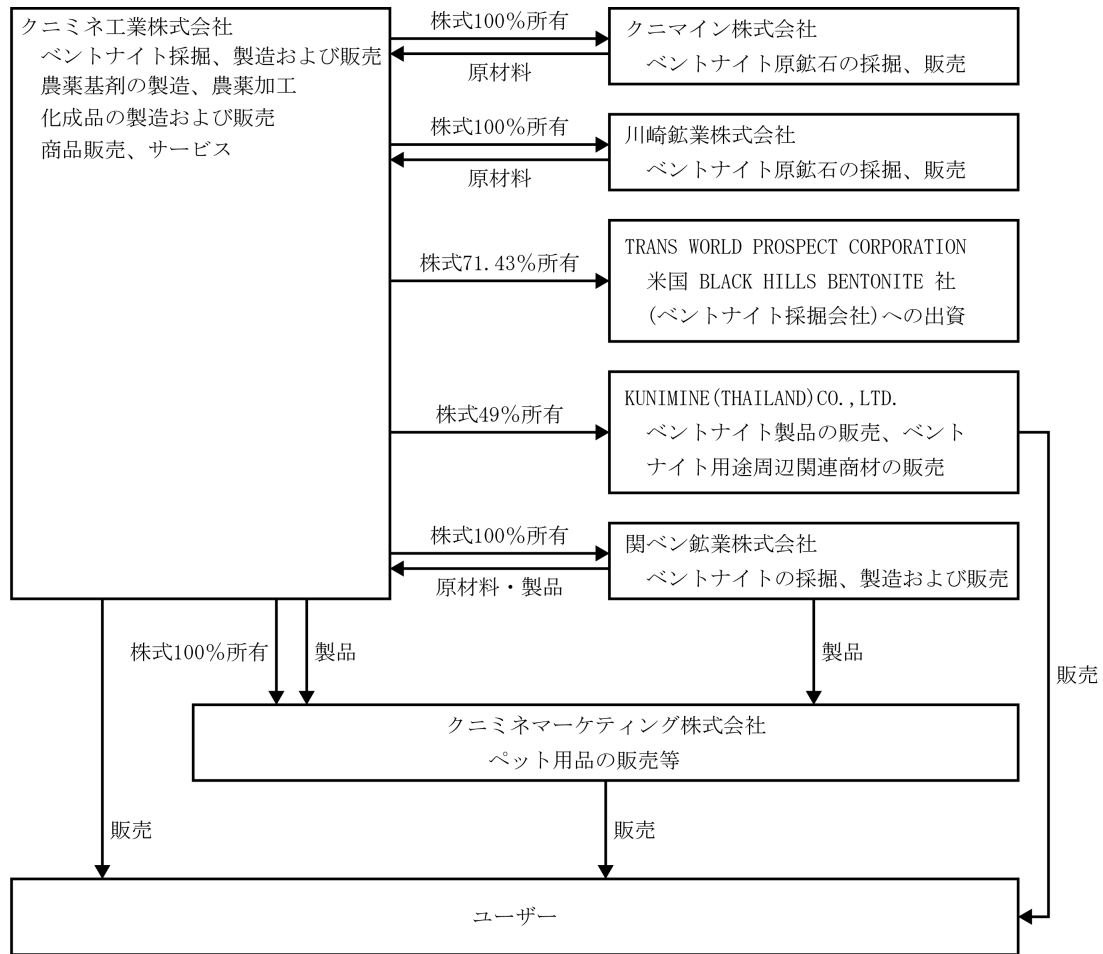 クニミネ工業株式会社
ベントナイト採掘、製造および販売
農薬基剤の製造、農薬加工
化成品の製造および販売
商品販売、サービス
株式100％所有
原材料
クニマイン株式会社
ベントナイト原鉱石の採掘、販売
株式100％所有
原材料
川崎鉱業株式会社
ベントナイト原鉱石の採掘、販売
株式71.43％所有
TRANS WORLD PROSPECT CORPORATION
米国 BLACK HILLS BENTONITE 社
(ベントナイト採掘会社)への出資
株式49％所有
KUNIMINE(THAILAND)CO.,LTD.
ベントナイト製品の販売、ベント
ナイト用途周辺関連商材の販売
株式100％所有
原材料・製品
関ベン鉱業株式会社
ベントナイトの採掘、製造および販売
株式100％所有
製品
製品
販売
クニミネマーケティング株式会社
ペット用品の販売等
販売
販売
ユーザー